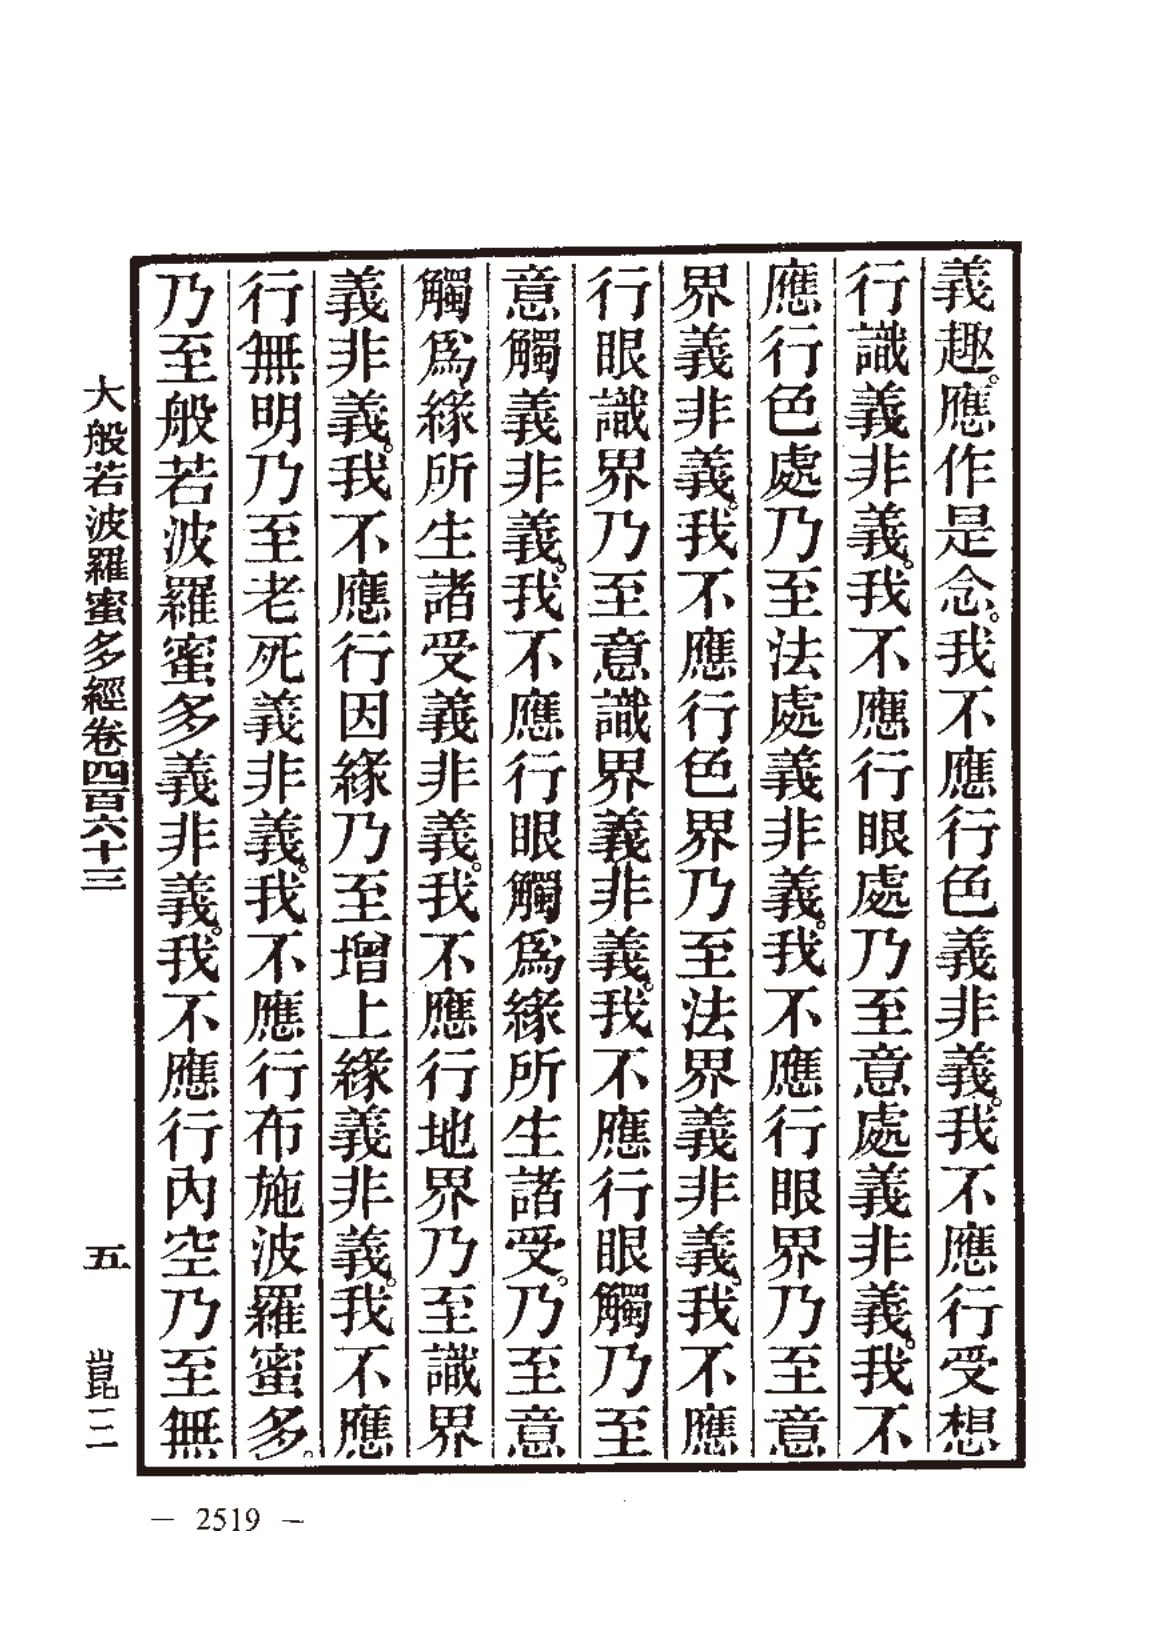 義趣。應作是念。我不應行色義非義。我不應行受想
行識義非義。我不應行眼處乃至意處義非義。我不
應行色處乃至法處義非義。我不應行眼界乃至意
界義非義。我不應行色界乃至法界義非義。我不應
行眼識界乃至意識界義非義。我不應行眼觸乃至
意觸義非義。我不應行眼觸為緣所生諸受。乃至意
觸為緣所生諸受義非義。我不應行地界乃至識界
義非義。我不應行因緣乃至增上緣義非義。我不應
行無明乃至老死義非義。我不應行布施波羅蜜多。
乃至般若波羅蜜多義非義。我不應行內空乃至無
大般若波羅蜜多經卷四百六十三 五 崑三
— 2519 —